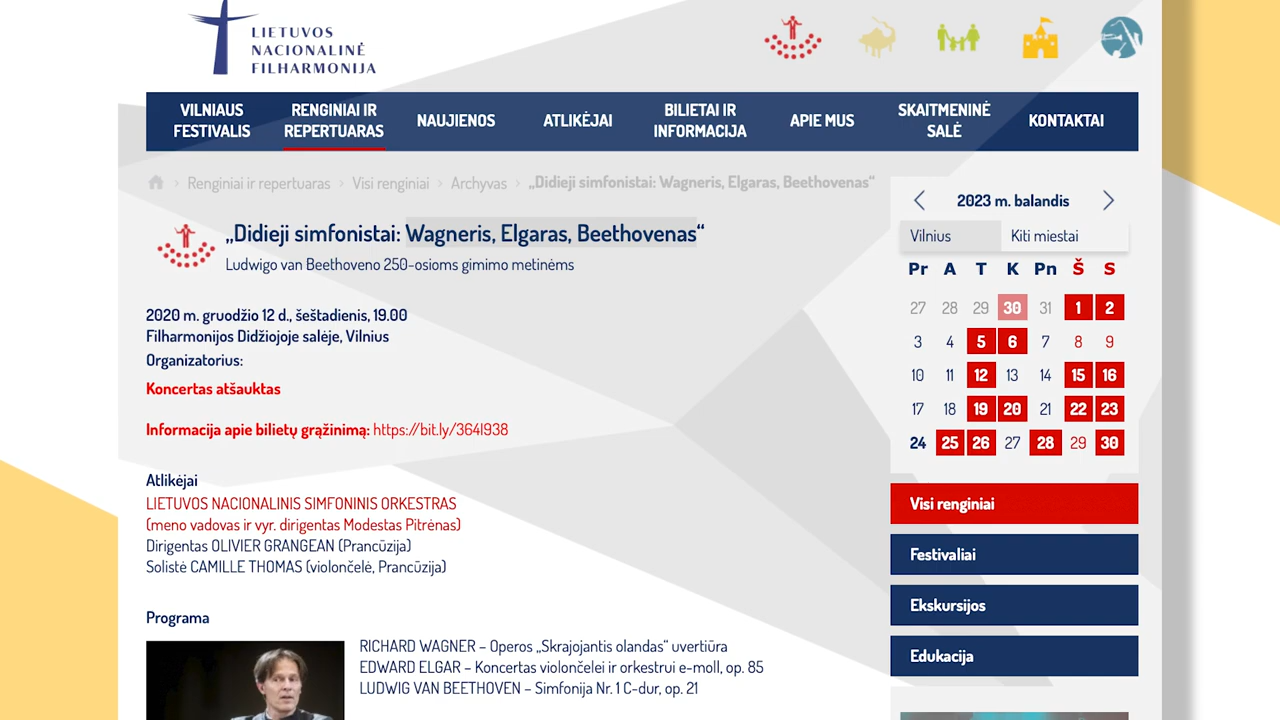 LIETUVOS
NACIONALINĖ
FILHARMONIJA
VILNIAUS
FESTIVALIS
RENGINIAI IR
REPERTUARAS
NAUJIENOS
ATLIKĖJAI
BILIETAI IR
INFORMACIJA
APIE MUS
SKAITMENINĖ
SALĖ
KONTAKTAI
Renginiai ir repertuaras › Visi renginiai › Archyvas › „Didieji simfonistai: Wagneris, Elgaras, Beethovenas“
„Didieji simfonistai: Wagneris, Elgaras, Beethovenas“
Ludwigo van Beethoveno 250-osioms gimimo metinėms
2020 m. gruodžio 12 d., šeštadienis, 19.00
Filharmonijos Didžiojoje salėje, Vilnius
Organizatorius:
Koncertas atšauktas
Informacija apie bilietų grąžinimą: https://bit.ly/364I938
Atlikėjai
LIETUVOS NACIONALINIS SIMFONINIS ORKESTRAS
(meno vadovas ir vyr. dirigentas Modestas Pitrėnas)
Dirigentas OLIVIER GRANGEAN (Prancūzija)
Solistė CAMILLE THOMAS (violončelė, Prancūzija)
Programa
RICHARD WAGNER – Operos „Skrajojantis olandas“ uvertiūra
EDWARD ELGAR – Koncertas violončelei ir orkestrui e-moll, op. 85
LUDWIG VAN BEETHOVEN – Simfonija Nr. 1 C-dur, op. 21
2023 m. balandis
Vilnius Kiti miestai
Pr A T K Pn Š S
27 28 29 30 31 1 2
3 4 5 6 7 8 9
10 11 12 13 14 15 16
17 18 19 20 21 22 23
24 25 26 27 28 29 30
Visi renginiai
Festivaliai
Ekskursijos
Edukacija